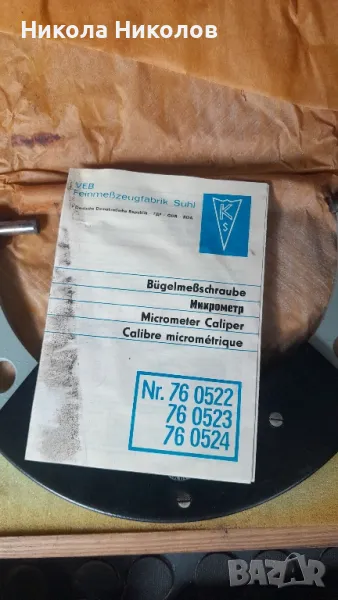 Никола Николов
VEB
Feinmeßzeugfabrik Suhl
Deutsche Demokratische Republik
K
S
Bügelmeßschraube
Микрометр
Micrometer Caliper
Calibre micrométrique
Nr. 76 0522
76 0523
76 0524
BAZAR